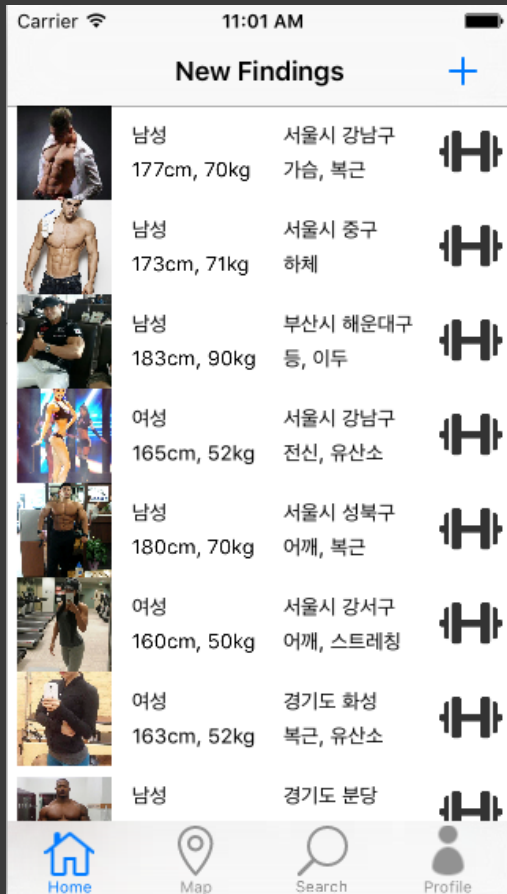 Carrier 11:01 AM
New Findings +
남성 서울시 강남구
177cm, 70kg 가슴, 복근
남성 서울시 중구
173cm, 71kg 하체
남성 부산시 해운대구
183cm, 90kg 등, 이두
여성 서울시 강남구
165cm, 52kg 전신, 유산소
남성 서울시 성북구
180cm, 70kg 어깨, 복근
여성 서울시 강서구
160cm, 50kg 어깨, 스트레칭
여성 경기도 화성
163cm, 52kg 복근, 유산소
남성 경기도 분당
Home Map Search Profile